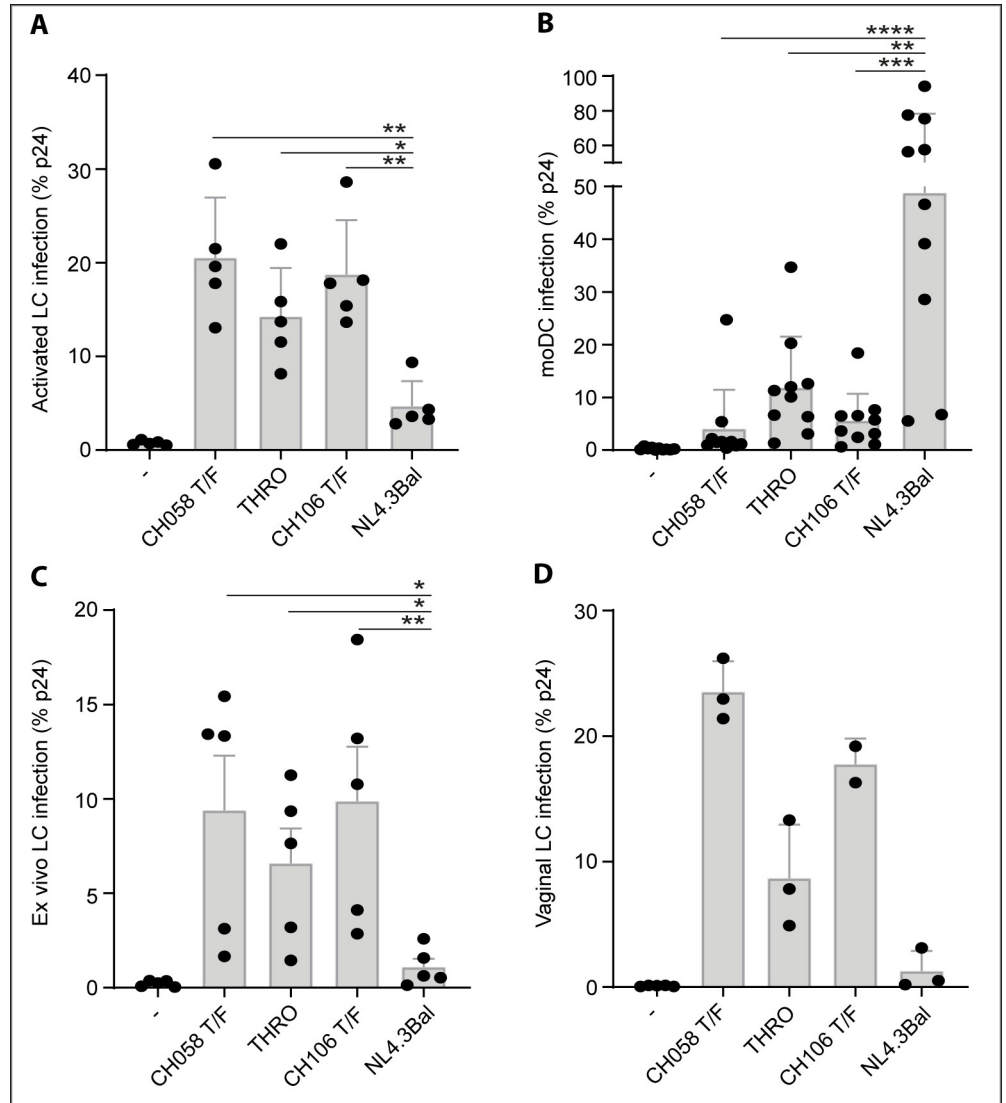 A
Activated LC infection (% p24)
40
30
20
10
0
**
*
**
-
CH058 T/F
THRO
CH106 T/F
NL4.3Bal
B
moDC infection (% p24)
100
80
60
50
40
30
20
10
0
****
**
***
-
CH058 T/F
THRO
CH106 T/F
NL4.3Bal
C
Ex vivo LC infection (% p24)
20
15
10
5
0
*
*
**
-
CH058 T/F
THRO
CH106 T/F
NL4.3Bal
D
Vaginal LC infection (% p24)
30
20
10
0
-
CH058 T/F
THRO
CH106 T/F
NL4.3Bal